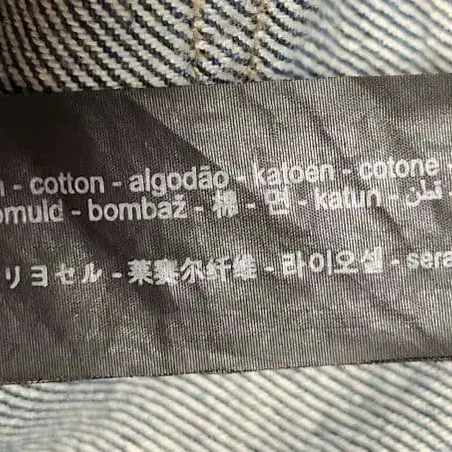 - cotton - algodão - katoen - cotone -
omuld - bombaž - 棉 - 면 - katun - قطن -
リヨセル - 莱赛尔纤维 - 라이오셀 - sera